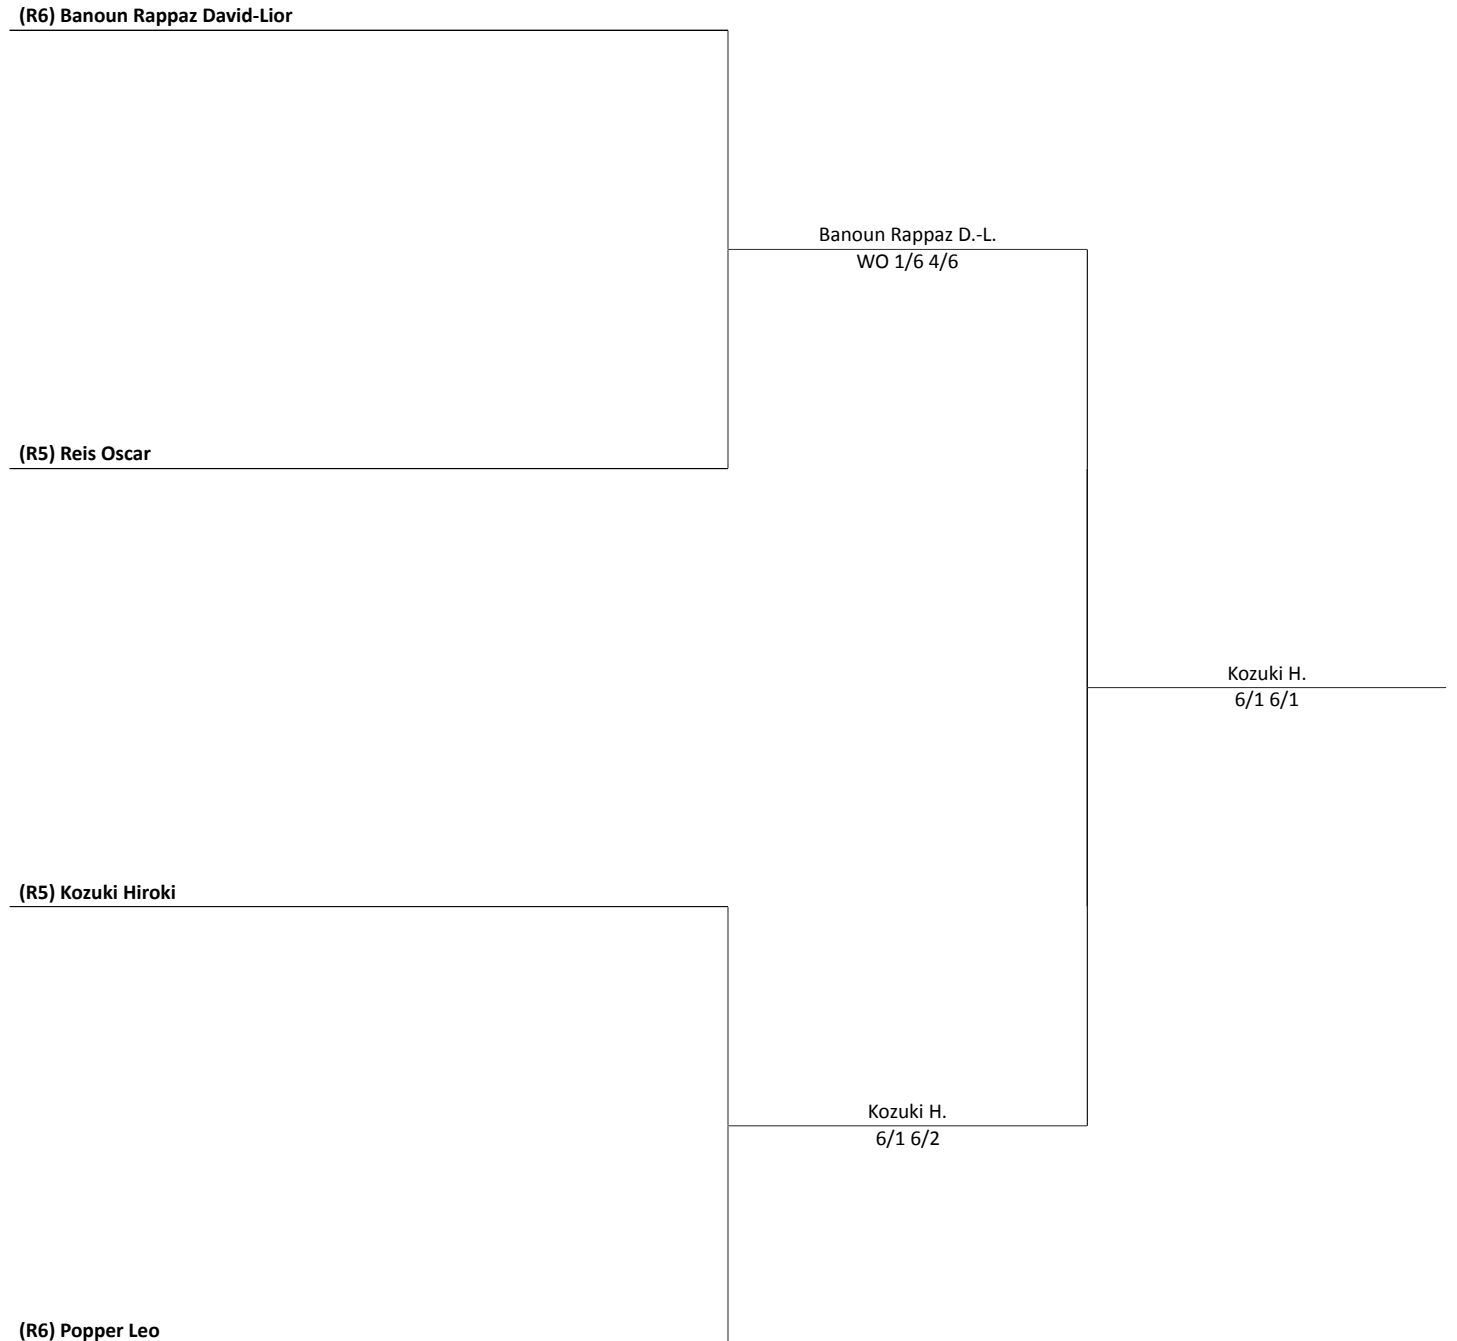 (R6) Banoun Rappaz David-Lior
Banoun Rappaz D.-L.
WO 1/6 4/6
(R5) Reis Oscar
Kozuki H.
6/1 6/1
(R5) Kozuki Hiroki
Kozuki H.
6/1 6/2
(R6) Popper Leo